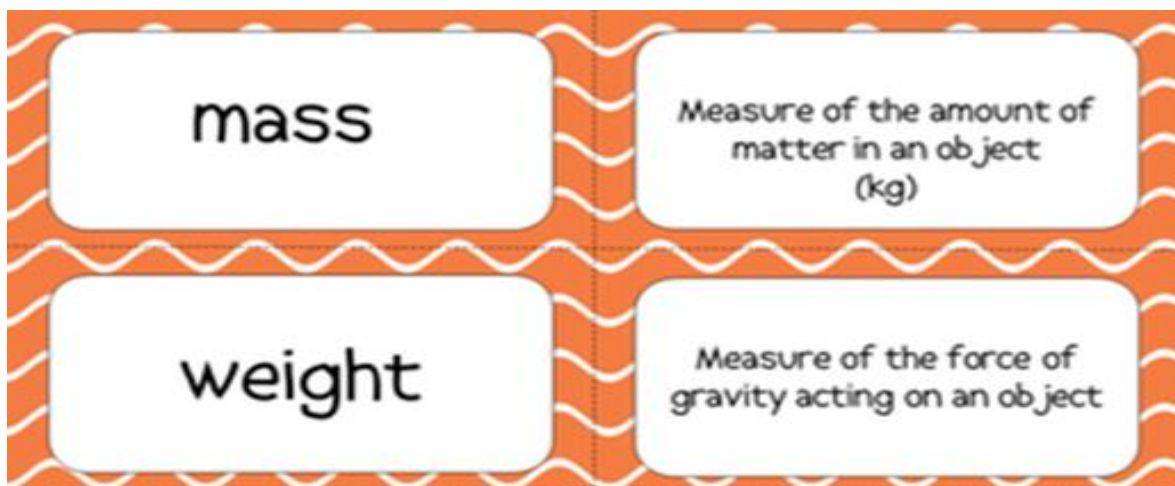 mass
Measure of the amount of
matter in an object
(kg)
weight
Measure of the force of
gravity acting on an object